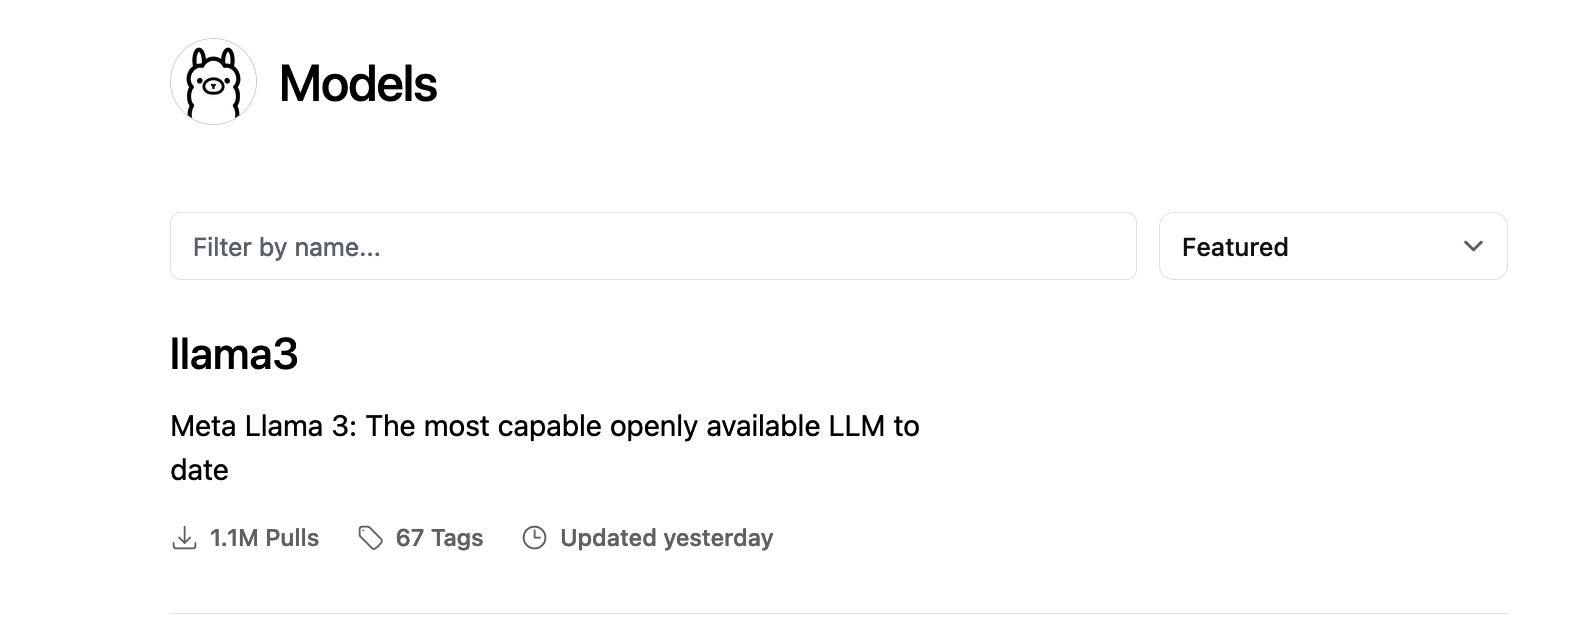 Models
Filter by name...
Featured
llama3
Meta Llama 3: The most capable openly available LLM to
date
1.1M Pulls 67 Tags Updated yesterday